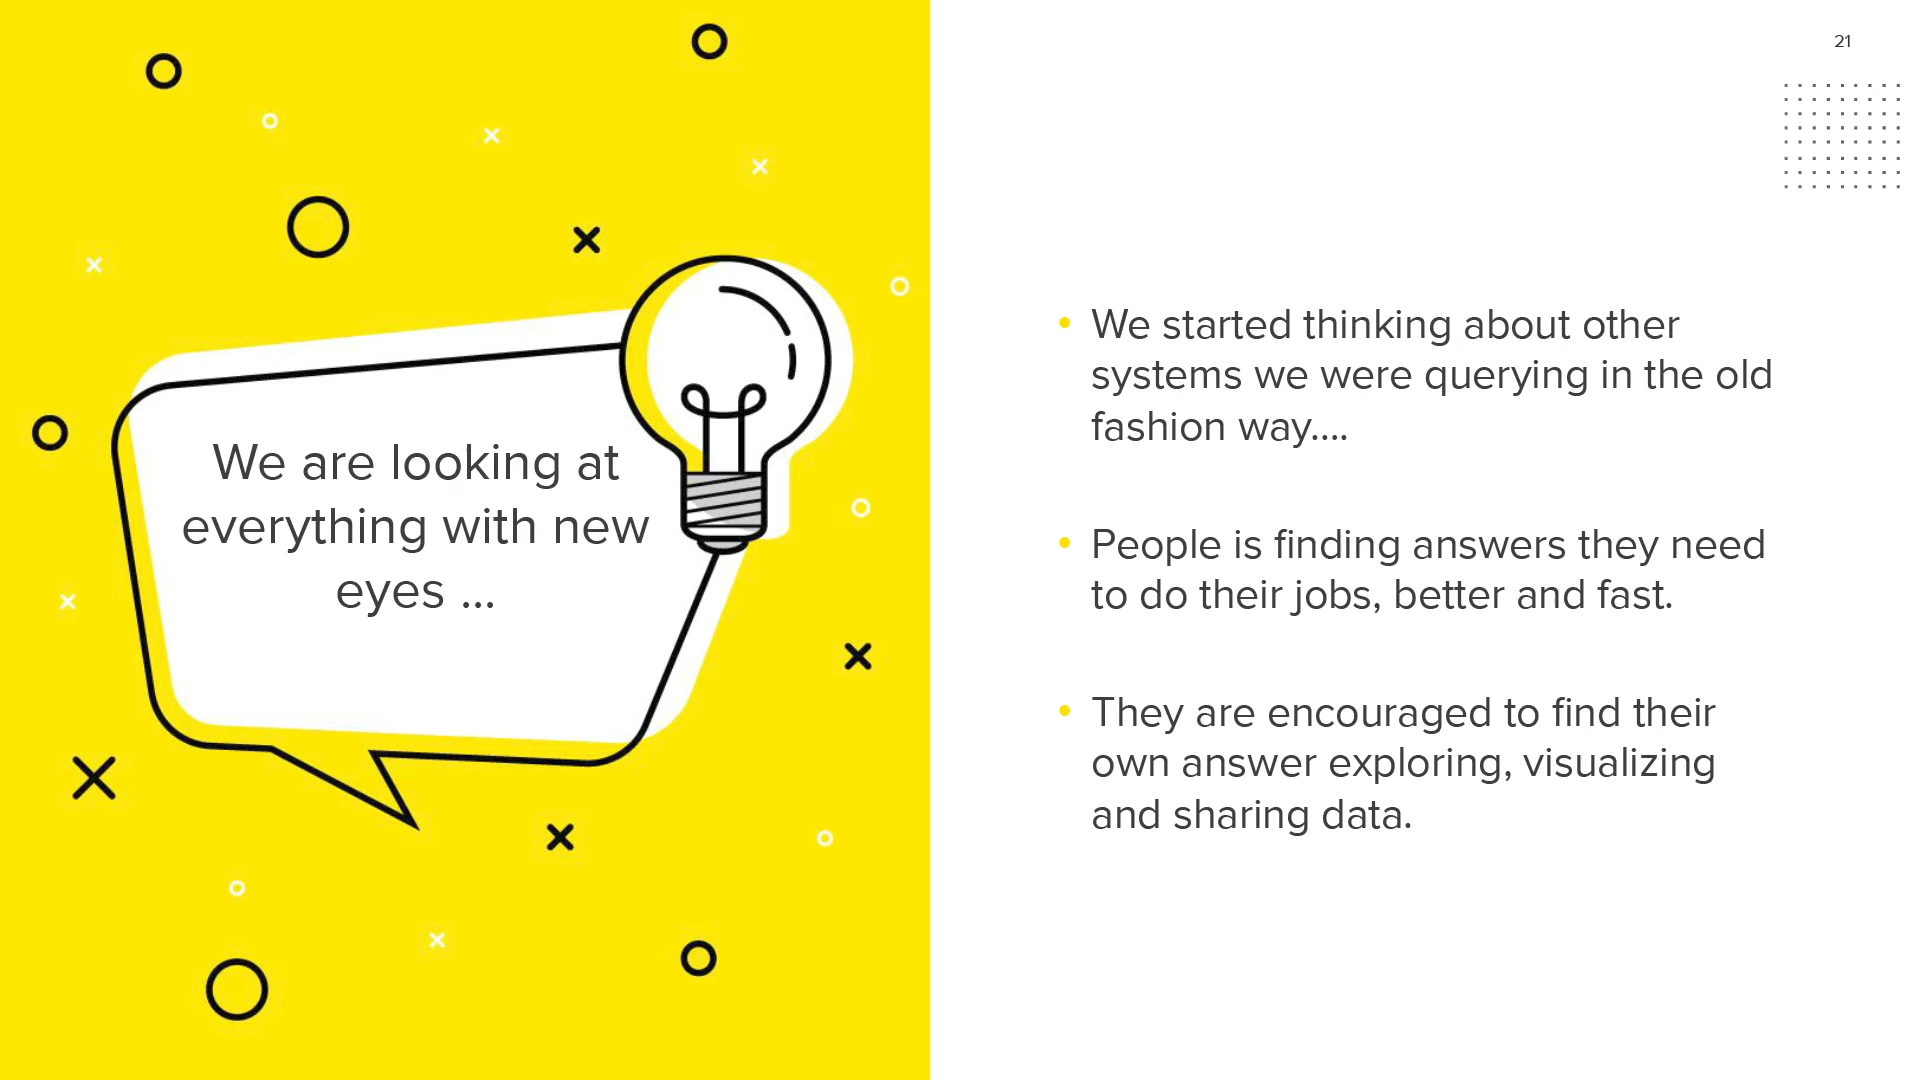 21
We are looking at
everything with new
eyes ...
• We started thinking about other
systems we were querying in the old
fashion way....
• People is finding answers they need
to do their jobs, better and fast.
• They are encouraged to find their
own answer exploring, visualizing
and sharing data.